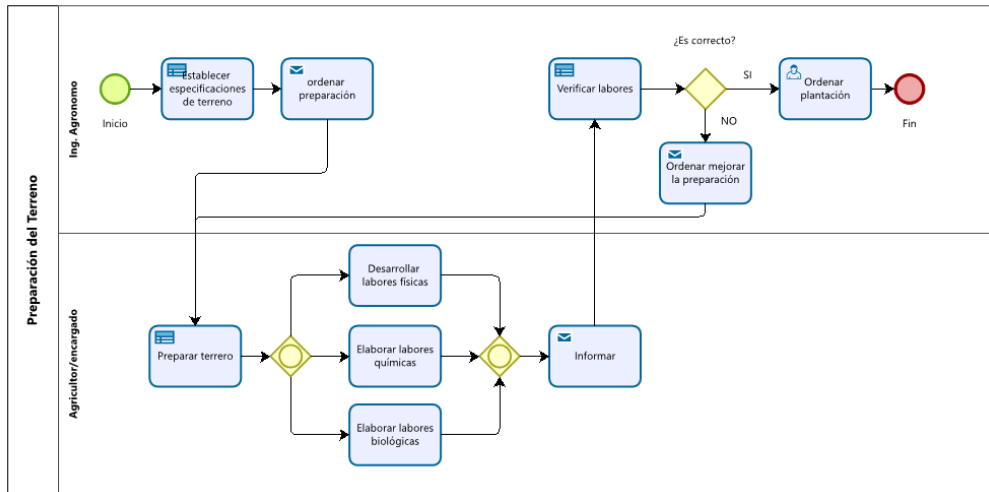 Preparación del Terreno
Ing. Agronomo
Inicio
Establecer
especificaciones
de terreno
ordenar
preparación
Verificar labores
¿Es correcto?
SI
NO
Ordenar
plantación
Fin
Ordenar mejorar
la preparación
Agricultor/encargado
Preparar terrero
Desarrollar
labores físicas
Elaborar labores
químicas
Elaborar labores
biológicas
Informar